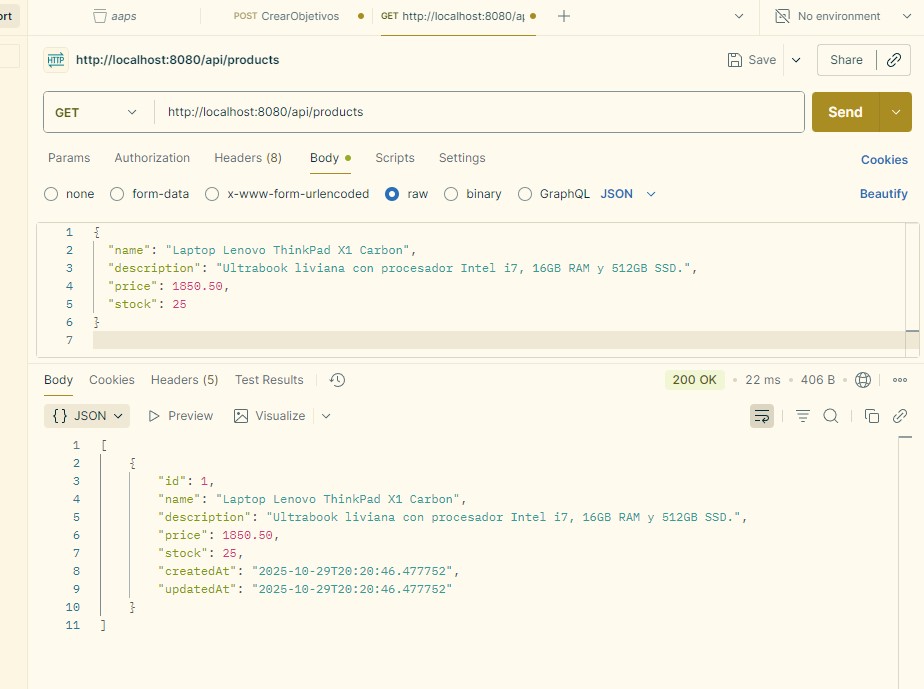 ort
aaps
POST CrearObjetivos
GET http://localhost:8080/ap
No environment
HTTP http://localhost:8080/api/products
Save
Share
GET
http://localhost:8080/api/products
Send
Params Authorization Headers (8) Body Scripts Settings
Cookies
none form-data x-www-form-urlencoded raw binary GraphQL JSON
Beautify
1 {
2 "name": "Laptop Lenovo ThinkPad X1 Carbon",
3 "description": "Ultrabook liviana con procesador Intel i7, 16GB RAM y 512GB SSD.",
4 "price": 1850.50,
5 "stock": 25
6 }
7
Body Cookies Headers (5) Test Results
200 OK • 22 ms • 406 B •
{} JSON Preview Visualize
1 [
2 {
3 "id": 1,
4 "name": "Laptop Lenovo ThinkPad X1 Carbon",
5 "description": "Ultrabook liviana con procesador Intel i7, 16GB RAM y 512GB SSD.",
6 "price": 1850.50,
7 "stock": 25,
8 "createdAt": "2025-10-29T20:20:46.477752",
9 "updatedAt": "2025-10-29T20:20:46.477752"
10 }
11 ]